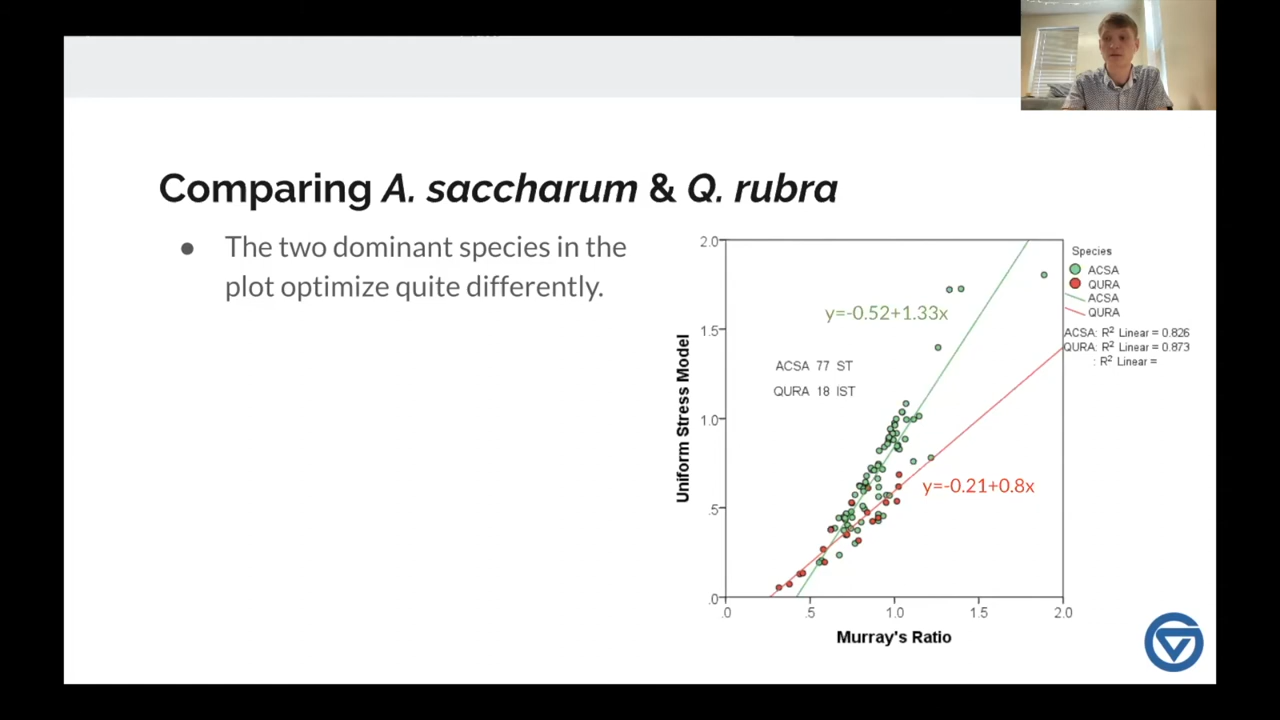 Comparing A. saccharum & Q. rubra
● The two dominant species in the
plot optimize quite differently.
2.0
1.5
1.0
.5
.0
.0 .5 1.0 1.5 2.0
Uniform Stress Model
Murray's Ratio
y=-0.52+1.33x
ACSA 77 ST
QURA 18 IST
y=-0.21+0.8x
Species
ACSA
QURA
ACSA
QURA
ACSA: R² Linear = 0.826
QURA: R² Linear = 0.873
: R² Linear =